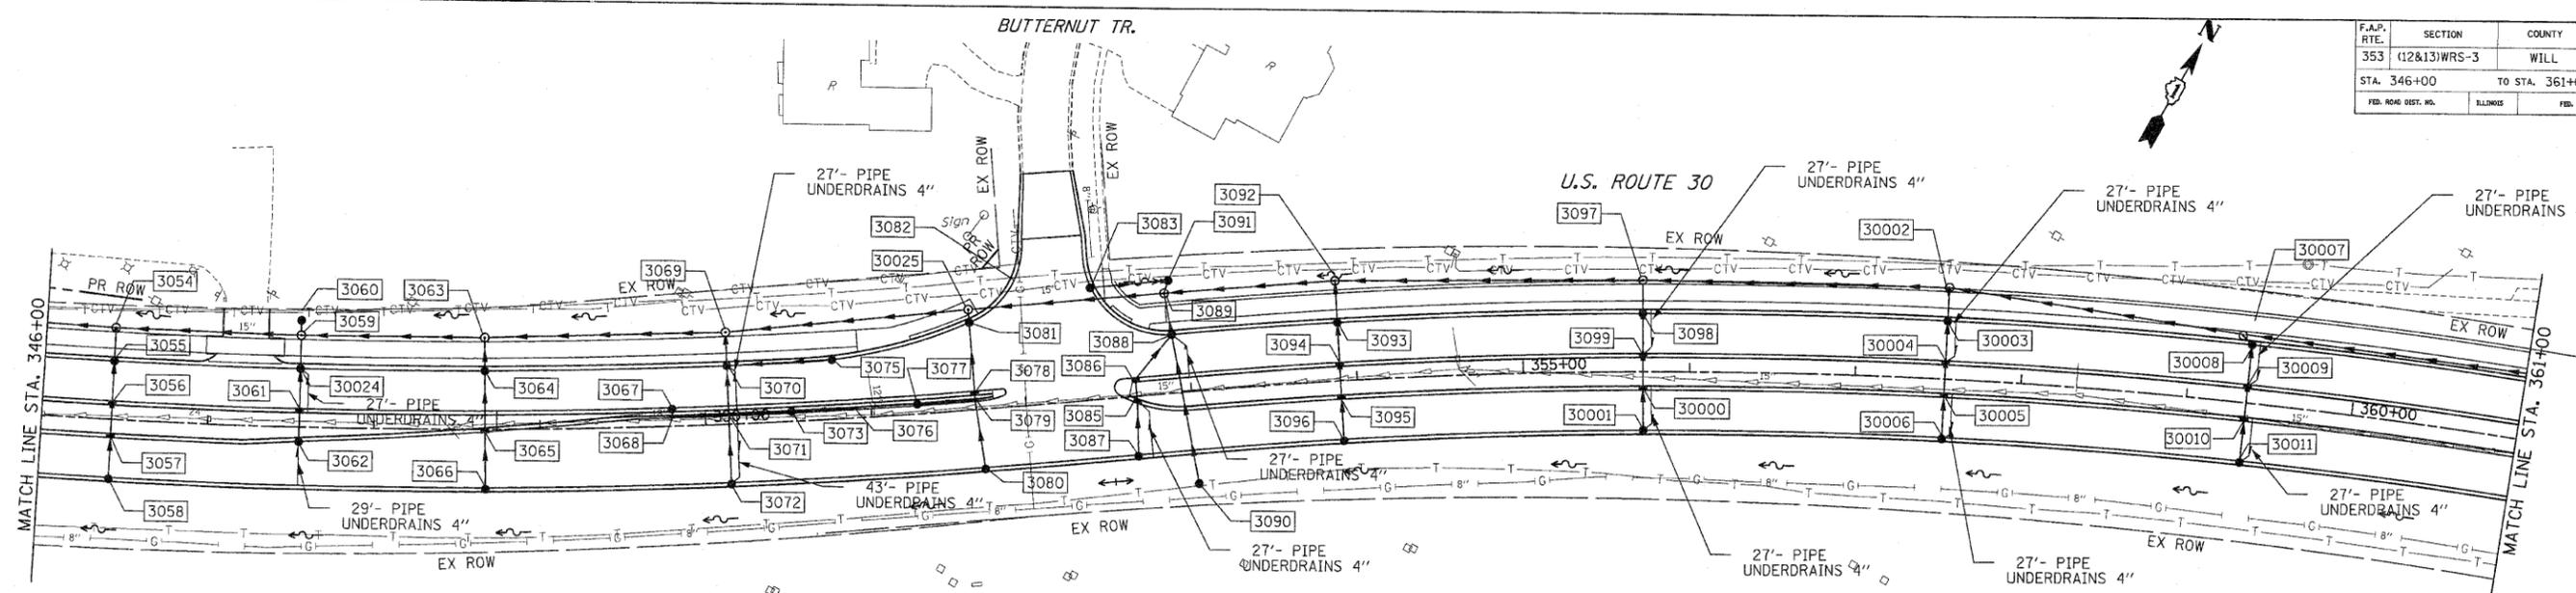 BUTTERNUT TR.
F.A.P. RTE.
SECTION
COUNTY
353
(12&13)WRS-3
WILL
STA. 346+00
TO STA. 361+
FED. ROAD DIST. NO.
ILLINOIS
FED.
N
1
R
R
EX ROW
EX ROW
8"
27'- PIPE
UNDERDRAINS 4"
U.S. ROUTE 30
27'- PIPE
UNDERDRAINS 4"
27'- PIPE
UNDERDRAINS 4"
27'- PIPE
UNDERDRAINS
3092
3091
3083
3082
Sign
PR ROW
3097
30002
30007
30025
3069
EX ROW
EX ROW
3054
PR ROW
3060
3063
3059
3081
3089
3088
EX ROW
MATCH LINE STA. 346+00
MATCH LINE STA. 361+00
3055
3094
3093
3099
3098
30004
30003
30008
30009
3056
3061
30024
3064
3067
3070
3075
3077
3078
3086
355+00
27'- PIPE
UNDERDRAINS 4"
3068
3073
3076
3079
3085
3096
3095
30001
30000
30006
30005
360+00
30010
30011
3057
3062
3066
3065
3071
3087
3058
29'- PIPE
UNDERDRAINS 4"
3072
43'- PIPE
UNDERDRAINS 4"
3080
27'- PIPE
UNDERDRAINS 4"
27'- PIPE
UNDERDRAINS 4"
3090
EX ROW
EX ROW
EX ROW
27'- PIPE
UNDERDRAINS 4"
27'- PIPE
UNDERDRAINS 4"
27'- PIPE
UNDERDRAINS 4"